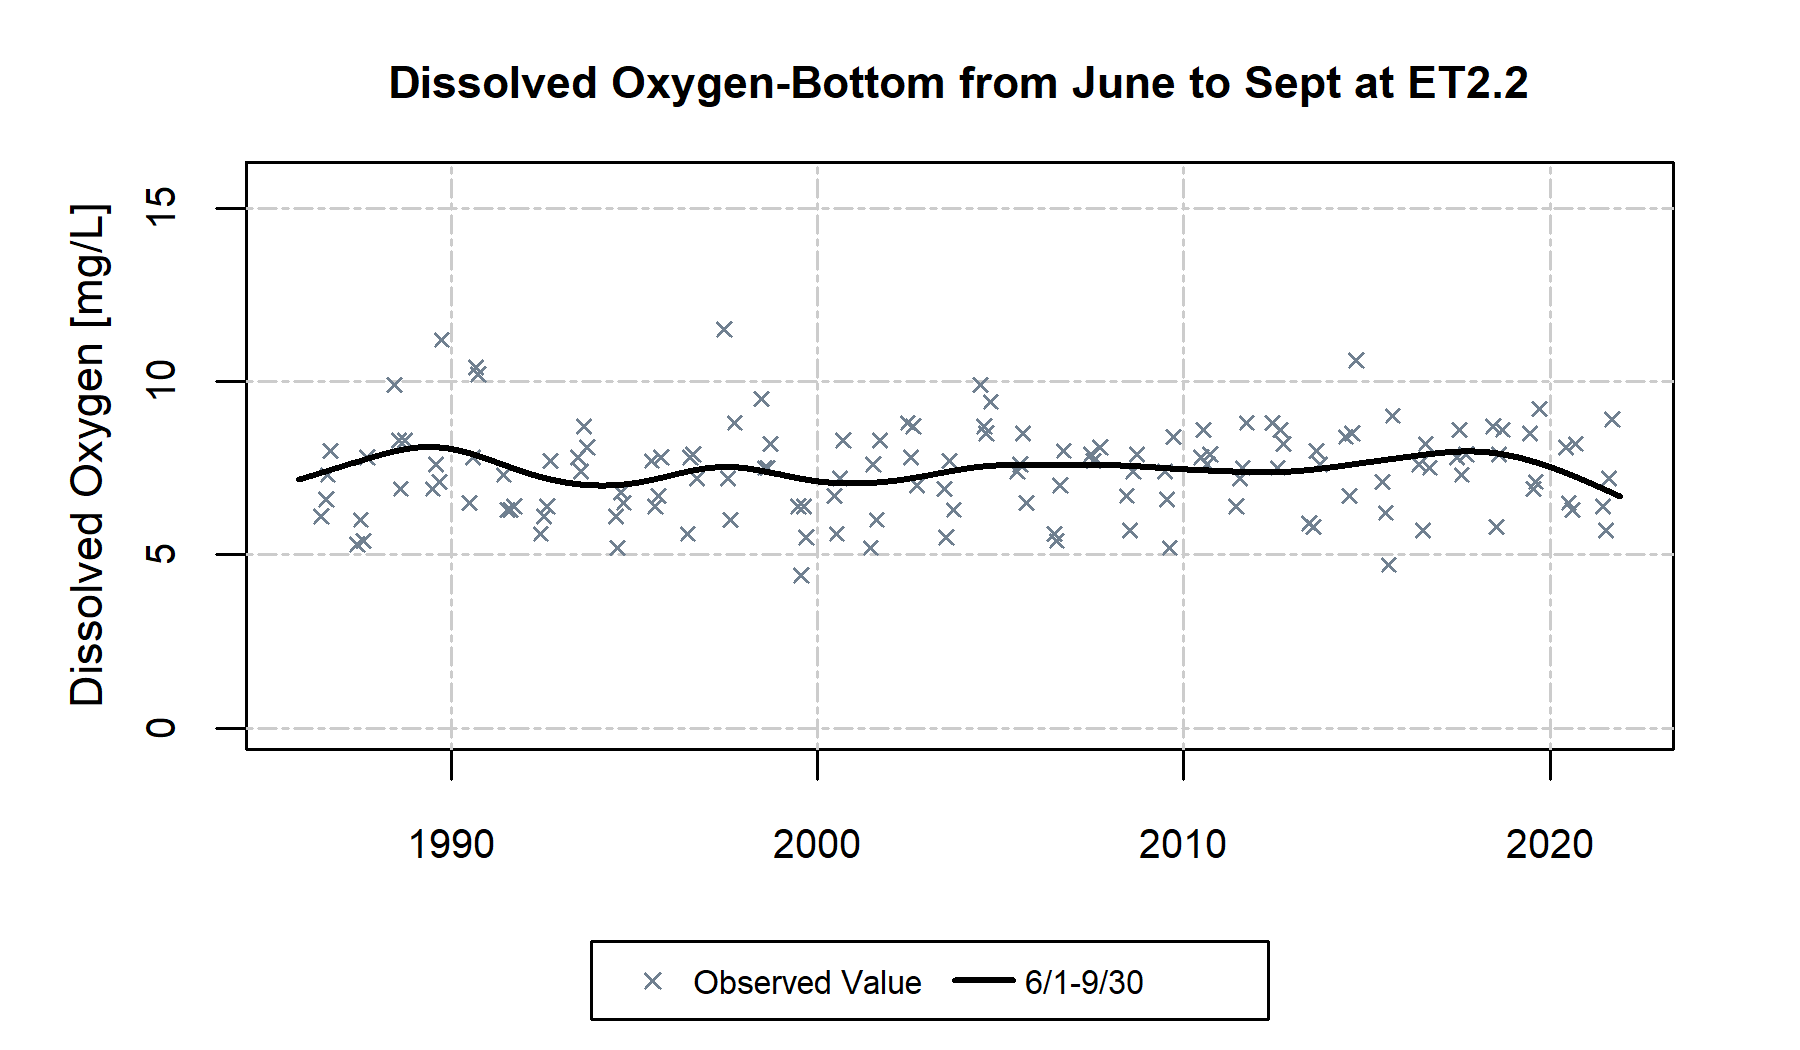 Dissolved Oxygen-Bottom from June to Sept at ET2.2
Dissolved Oxygen [mg/L]
15
10
5
0
1990 2000 2010 2020
Observed Value 6/1-9/30